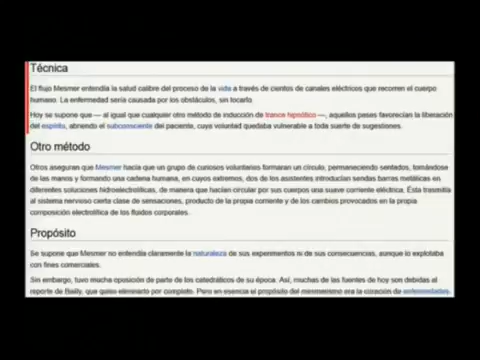 Técnica
El flujo Mesmer entendía la salud calibre del proceso de la vida a través de cientos de canales eléctricos que recorren el cuerpo
humano. La enfermedad sería causada por los obstáculos, sin tocarlo.
Hoy se supone que — al igual que cualquier otro método de inducción de trance hipnótico —, aquellas pases favorecían la liberación
del espíritu, abriendo el subconsciente del paciente, cuya voluntad quedaba vulnerable a toda suerte de sugestiones.
Otro método
Otros aseguran que Mesmer hacía que un grupo de curiosos voluntarios formaran un círculo, permaneciendo sentados, tomándose
de las manos y formando una cadena humana, en cuyos extremos, dos de los asistentes introducían sendas barras metálicas en
diferentes soluciones hidroelectrolíticas, de manera que hacían circular por sus cuerpos una suave corriente eléctrica. Ésta trasmitía
al sistema nervioso cierta clase de sensaciones, producto de la propia corriente y de los cambios provocados en la propia
composición electrolítica de los fluidos corporales.
Propósito
Se supone que Mesmer no entendía claramente la naturaleza de sus experimentos ni de sus consecuencias, aunque lo explotaba
con fines comerciales.
Sin embargo, tuvo mucha oposición de parte de los catedráticos de su época. Así, muchas de las fuentes de hoy son debidas al
reporte de Bailly, que quiso eliminarlo por completo. Pero en esencia el propósito del mesmerismo era la curación de enfermedades.